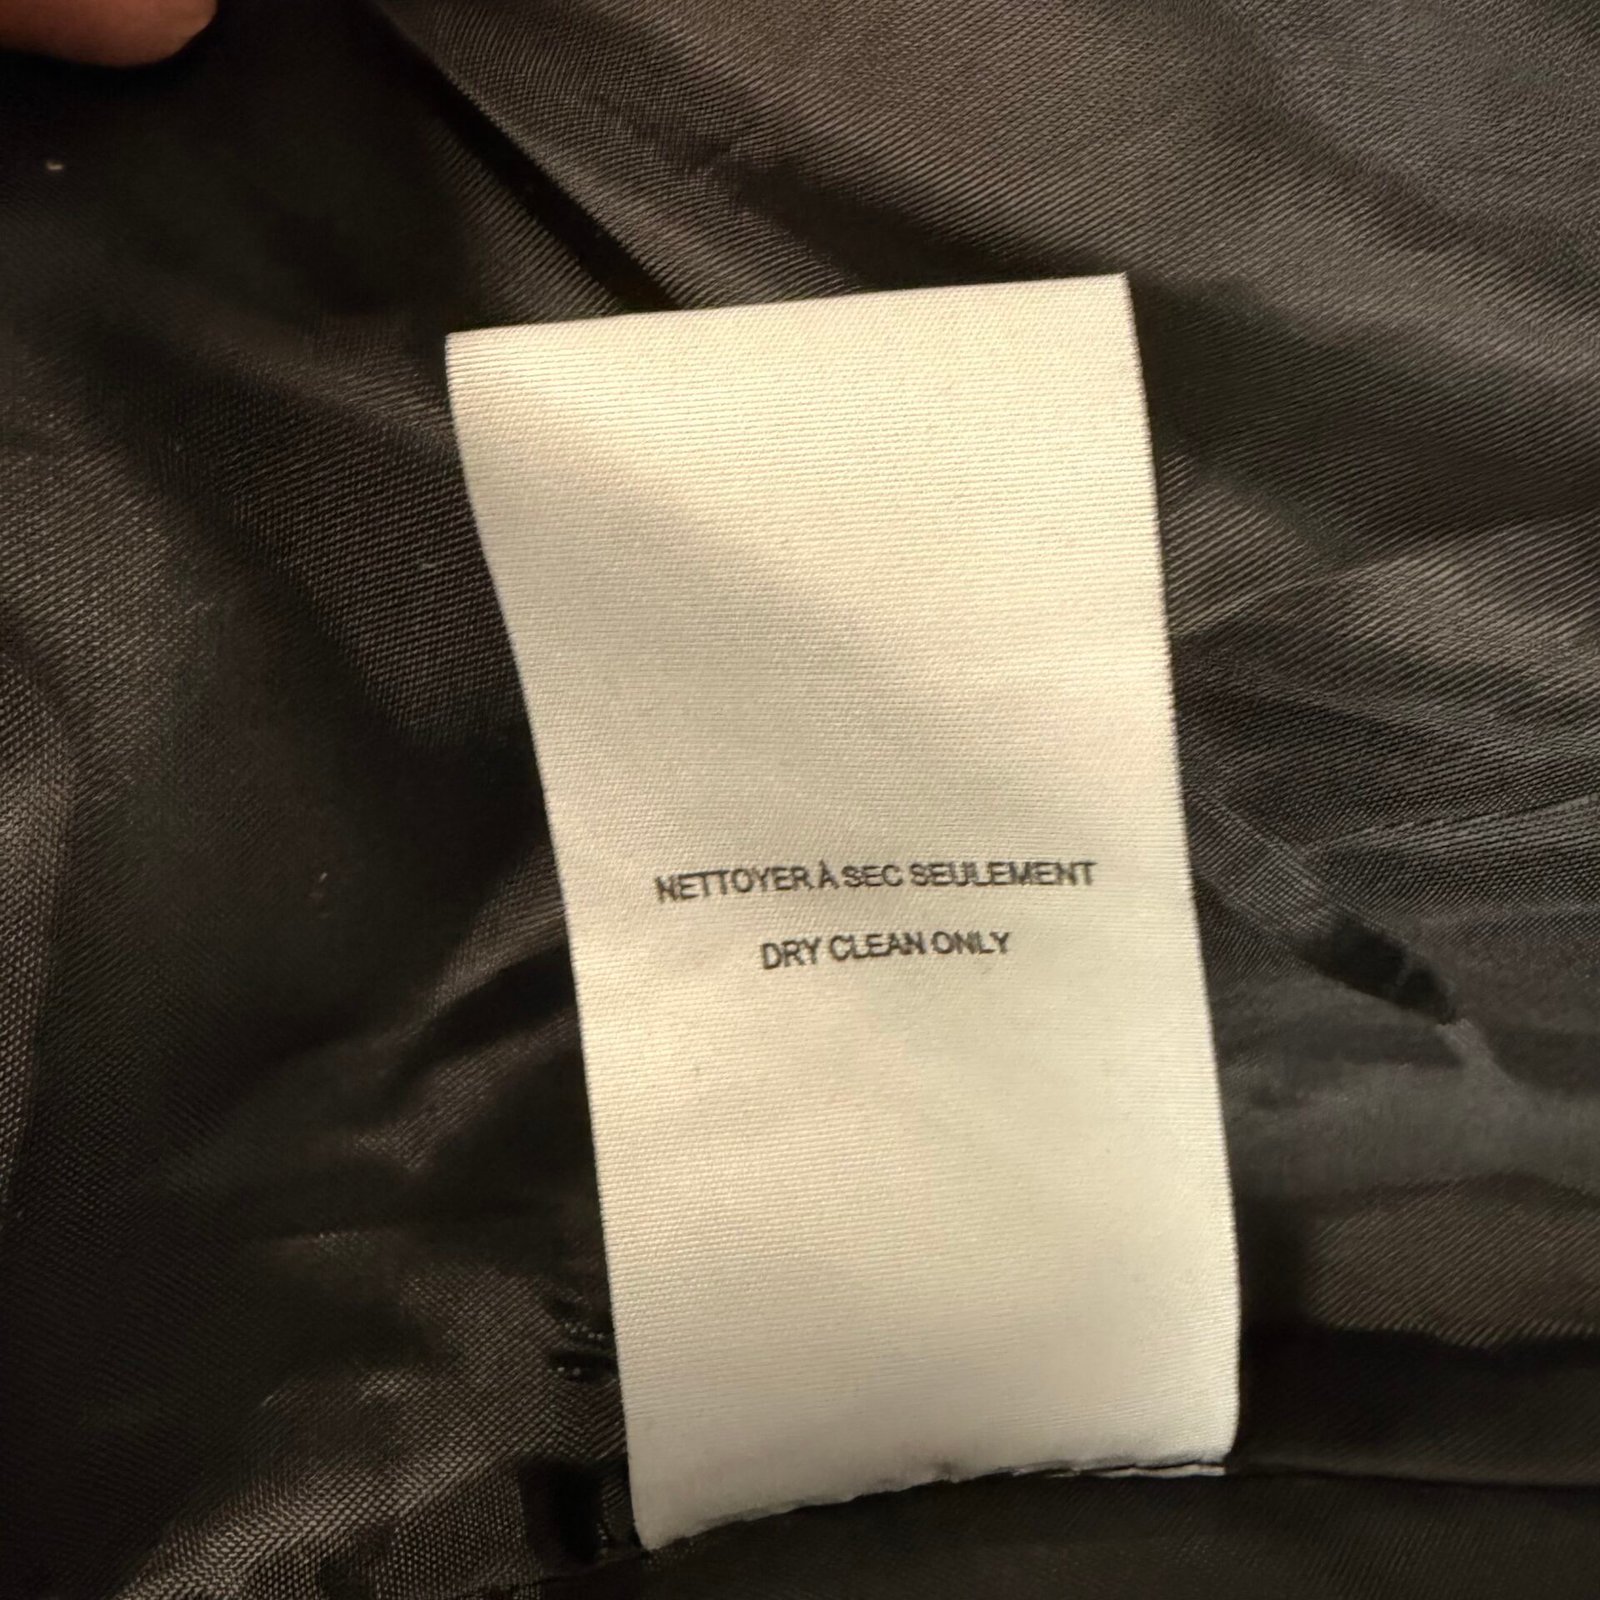 NETTOYER À SEC SEULEMENT
DRY CLEAN ONLY